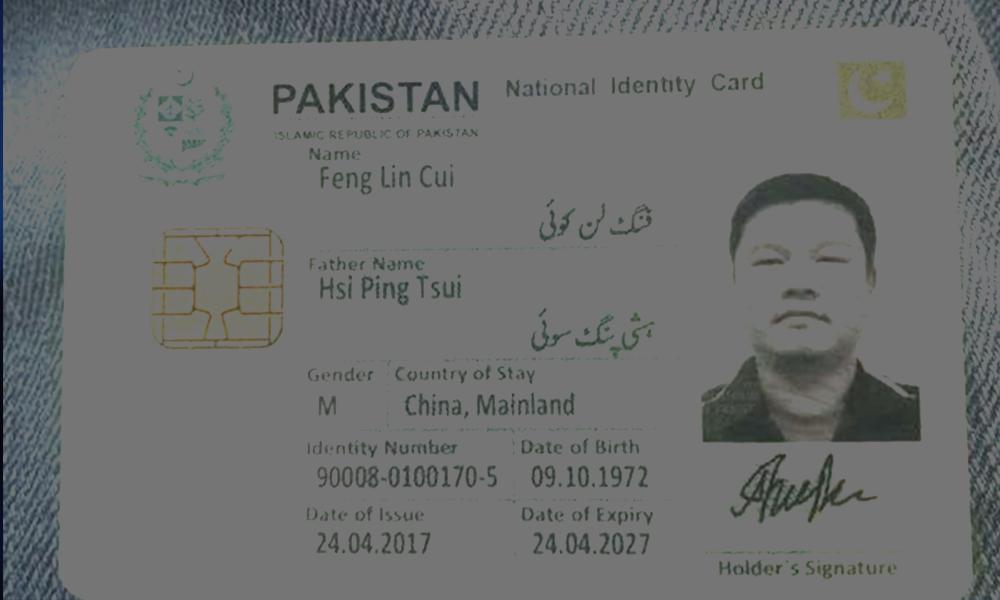 PAKISTAN National Identity Card
ISLAMIC REPUBLIC OF PAKISTAN
Name
Feng Lin Cui
فنگ لن کوئی
Father Name
Hsi Ping Tsui
ہشی پنگ سوئی
Gender Country of Stay
M China, Mainland
Identity Number Date of Birth
90008-0100170-5 09.10.1972
Date of Issue Date of Expiry
24.04.2017 24.04.2027
Holder's Signature